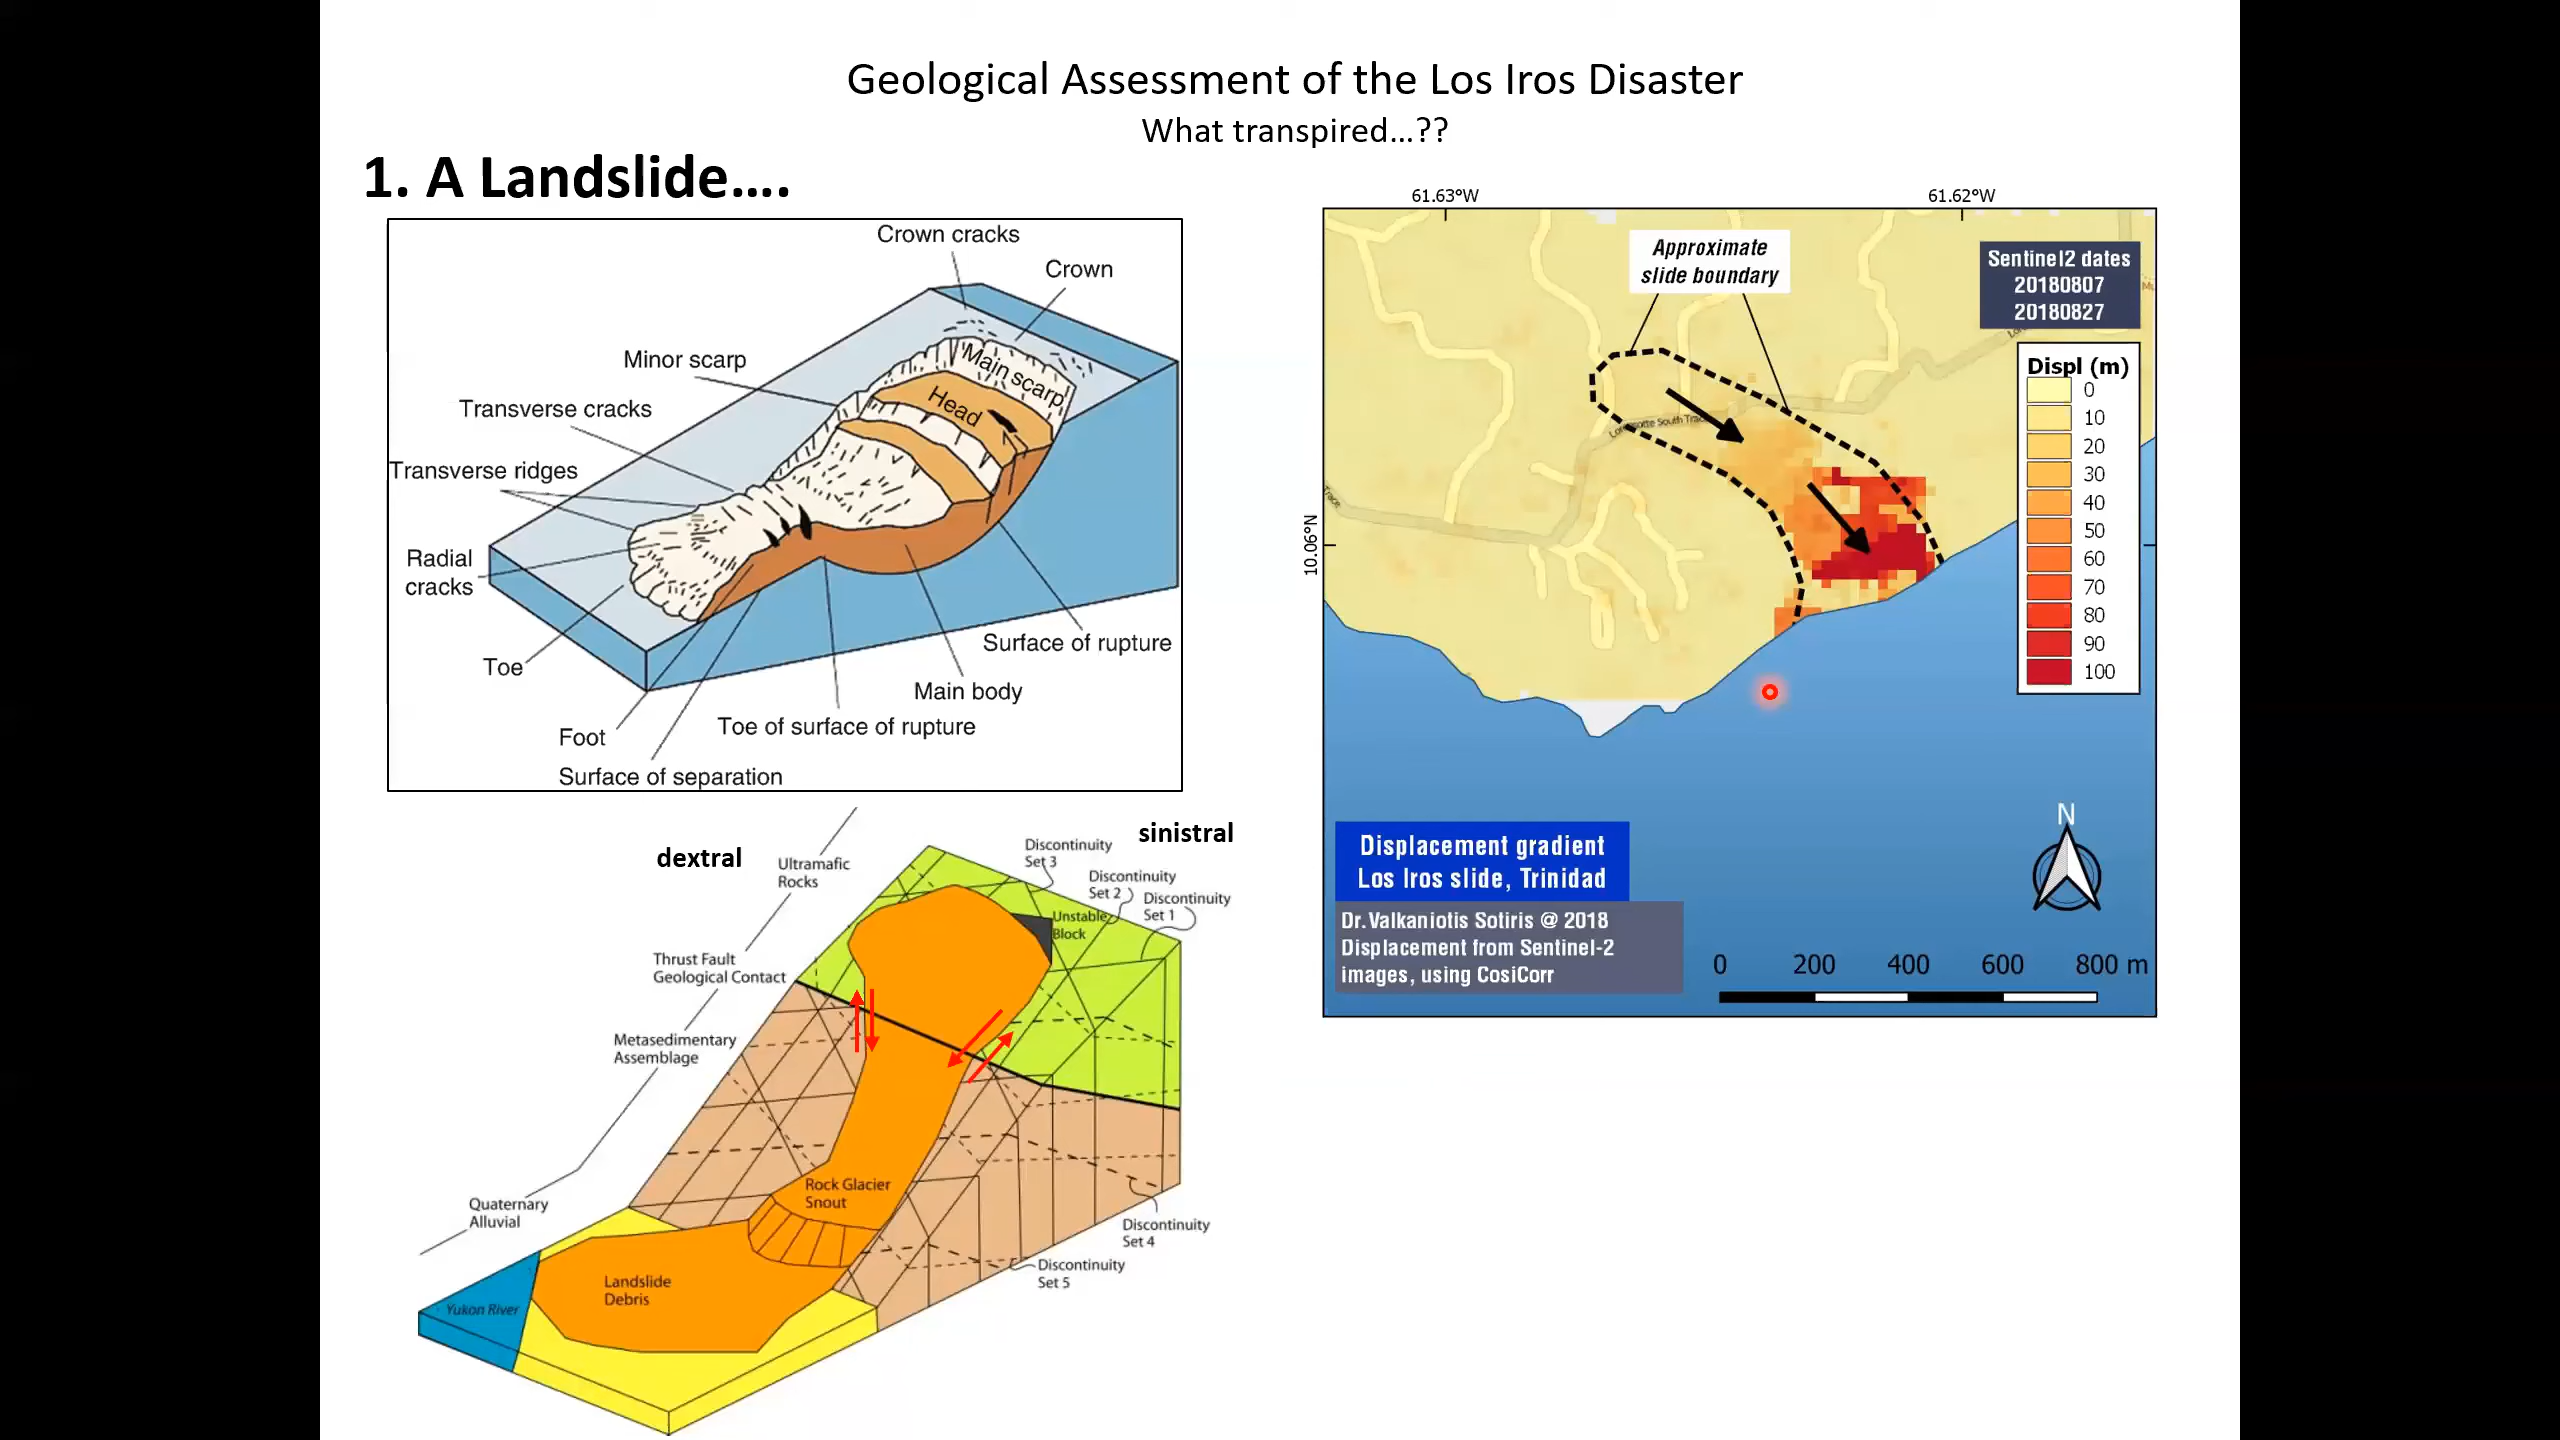 Geological Assessment of the Los Iros Disaster
What transpired...??
1. A Landslide....
Crown cracks
Crown
Minor scarp
Main scarp
Head
Transverse cracks
Transverse ridges
Radial
cracks
Toe
Surface of rupture
Main body
Toe of surface of rupture
Foot
Surface of separation
61.63°W
61.62°W
10.06°N
Approximate
slide boundary
Sentinel2 dates
20180807
20180827
Displ (m)
0
10
20
30
40
50
60
70
80
90
100
Trace
Displacement gradient
Los Iros slide, Trinidad
Dr.Valkaniotis Sotiris @ 2018
Displacement from Sentinel-2
images, using CosiCorr
N
0 200 400 600 800 m
dextral
sinistral
Ultramafic
Rocks
Discontinuity
Set 3
Discontinuity
Set 2
Discontinuity
Set 1
Unstable
Block
Thrust Fault
Geological Contact
Metasedimentary
Assemblage
Rock Glacier
Snout
Quaternary
Alluvial
Discontinuity
Set 4
Discontinuity
Set 5
Landslide
Debris
Yukon River